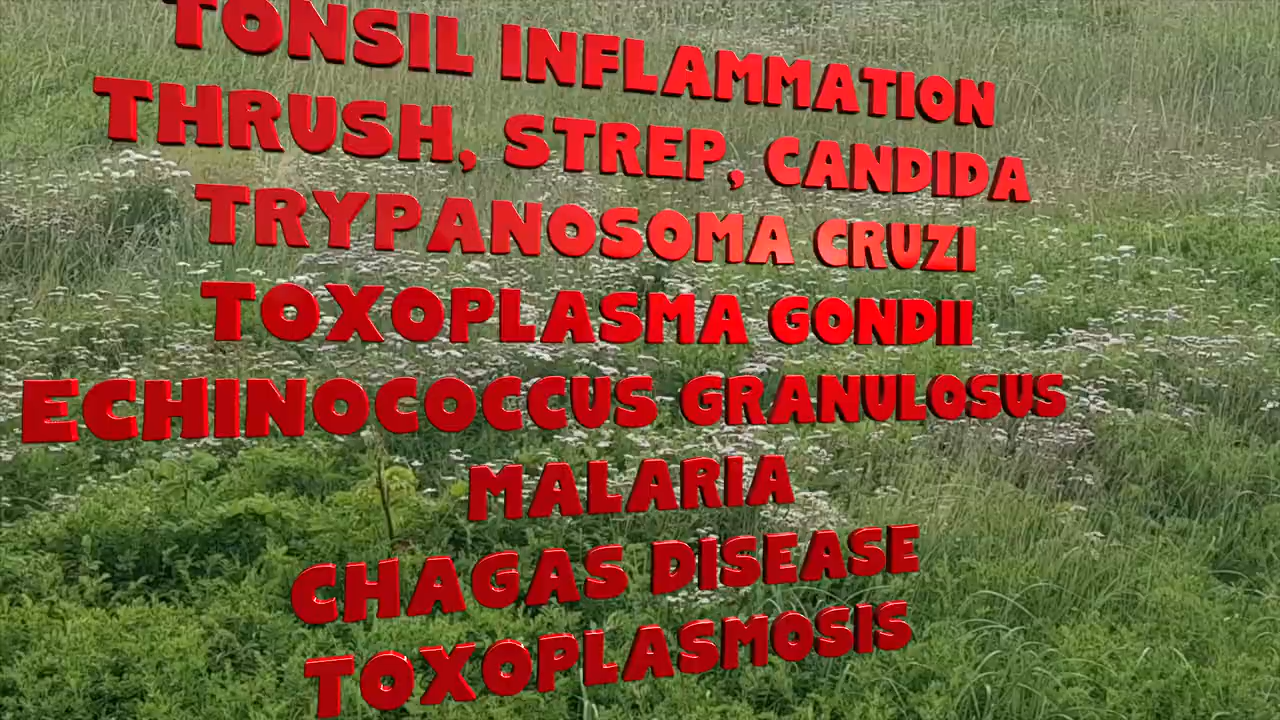 TONSIL INFLAMMATION
THRUSH, STREP, CANDIDA
TRYPANOSOMA CRUZI
TOXOPLASMA GONDII
ECHINOCOCCUS GRANULOSUS
MALARIA
CHAGAS DISEASE
TOXOPLASMOSIS